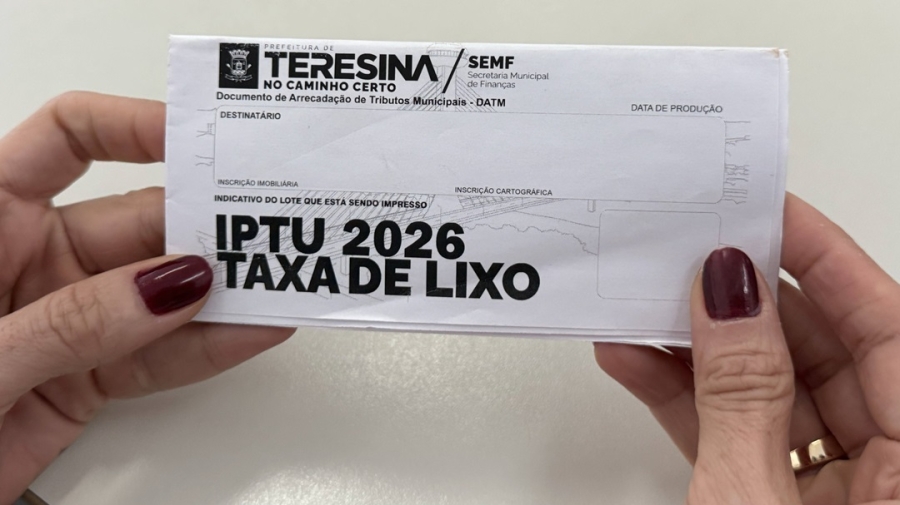 PREFEITURA DE
TERESINA
NO CAMINHO CERTO
SEMF
Secretaria Municipal
de Finanças
Documento de Arrecadação de Tributos Municipais - DATM
DATA DE PRODUÇÃO
DESTINATÁRIO
INSCRIÇÃO IMOBILIÁRIA
INSCRIÇÃO CARTOGRÁFICA
INDICATIVO DO LOTE QUE ESTÁ SENDO IMPRESSO
IPTU 2026
TAXA DE LIXO